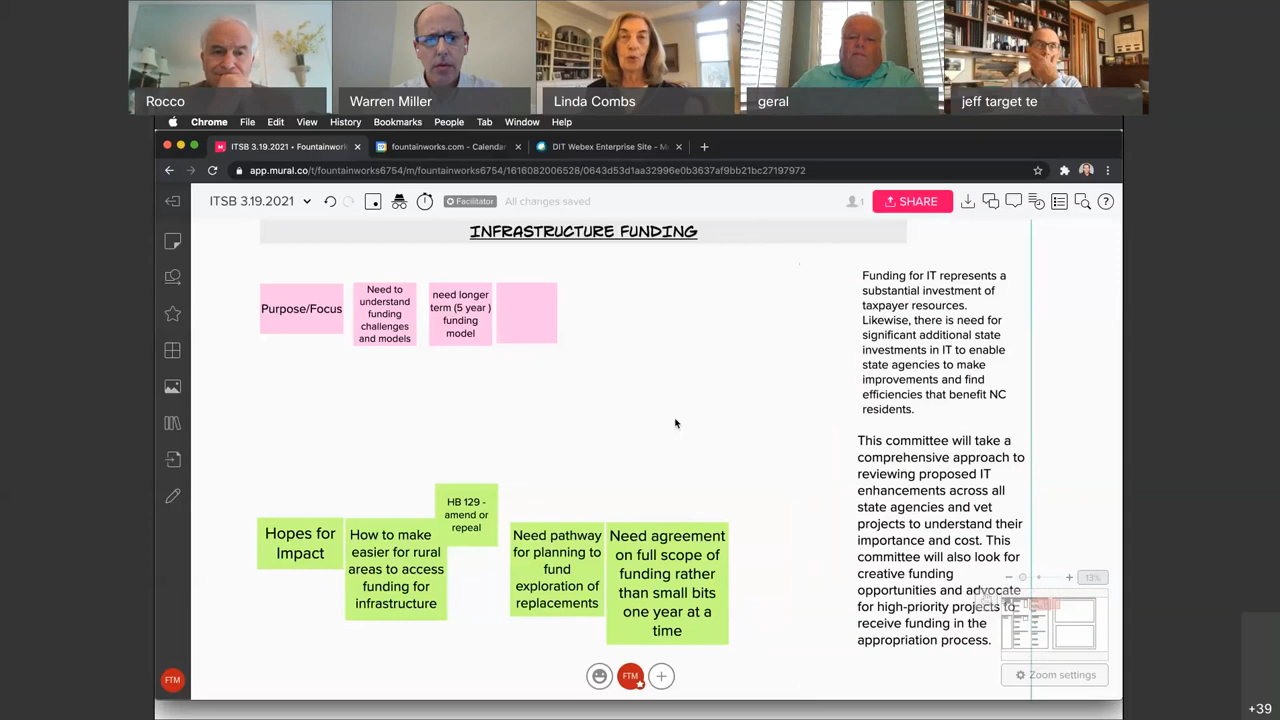 Rocco
Warren Miller
Linda Combs
geral
jeff target te
Chrome File Edit View History Bookmarks People Tab Window Help
ITSB 3.19.2021 • Fountainwork
fountainworks.com - Calendar
DIT Webex Enterprise Site - M
app.mural.co/t/fountainworks6754/m/fountainworks6754/1616082006528/0643d53d1aa32996e0b3637af9bb21bc27197972
ITSB 3.19.2021
Facilitator
All changes saved
1
SHARE
INFRASTRUCTURE FUNDING
Purpose/Focus
Need to
understand
funding
challenges
and models
need longer
term (5 year )
funding
model
Funding for IT represents a
substantial investment of
taxpayer resources.
Likewise, there is need for
significant additional state
investments in IT to enable
state agencies to make
improvements and find
efficiencies that benefit NC
residents.
This committee will take a
comprehensive approach to
reviewing proposed IT
enhancements across all
state agencies and vet
projects to understand their
importance and cost. This
committee will also look for
creative funding
opportunities and advocate
for high-priority projects to
receive funding in the
appropriation process.
Hopes for
Impact
How to make
easier for rural
areas to access
funding for
infrastructure
HB 129 -
amend or
repeal
Need pathway
for planning to
fund
exploration of
replacements
Need agreement
on full scope of
funding rather
than small bits
one year at a
time
13%
Zoom settings
FTM
FTM
+39